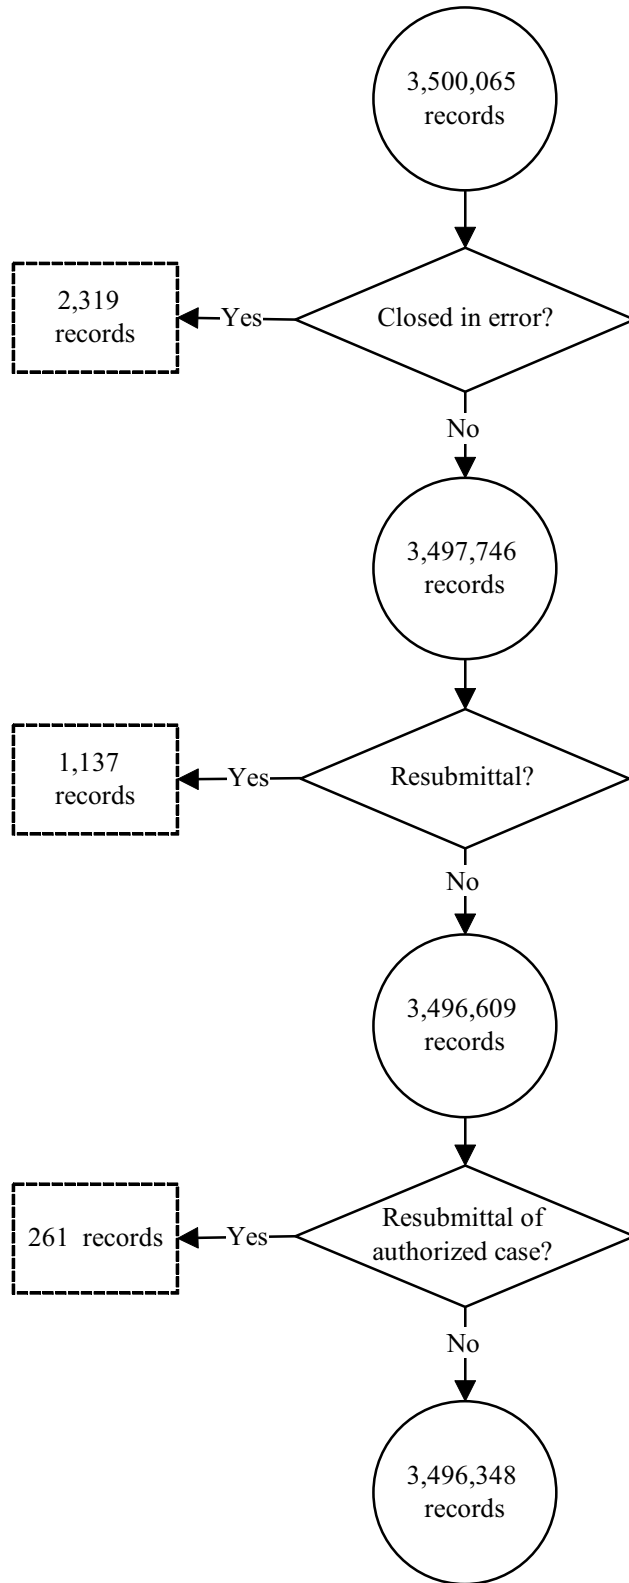 3,500,065
records
Closed in error?
Yes
2,319
records
No
3,497,746
records
Resubmittal?
Yes
1,137
records
No
3,496,609
records
Resubmittal of
authorized case?
Yes
261 records
No
3,496,348
records